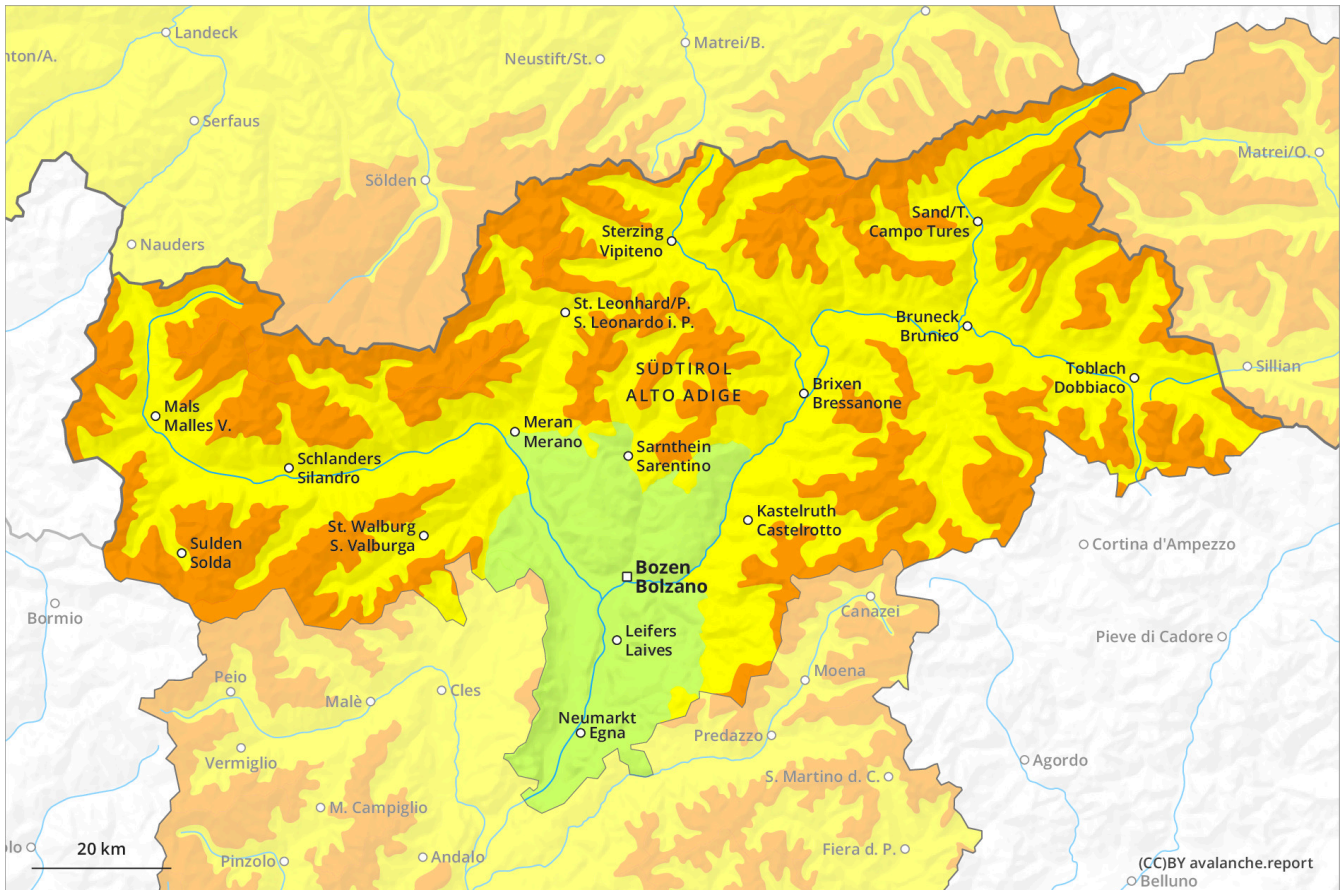 Landeck
nton/A.
Neustift/St.
Matrei/B.
Serfaus
Matrei/O.
Sölden
Sand/T.
Campo Tures
Sterzing
Vipiteno
Nauders
St. Leonhard/P.
S. Leonardo i. P.
Bruneck
Brunico
SÜDTIROL
ALTO ADIGE
Toblach
Dobbiaco
Sillian
Brixen
Bressanone
Mals
Malles V.
Meran
Merano
Sarnthein
Sarentino
Schlanders
Silandro
Kastelruth
Castelrotto
St. Walburg
S. Valburga
Sulden
Solda
Cortina d'Ampezzo
Bozen
Bolzano
Bormio
Canazei
Leifers
Laives
Pieve di Cadore
Peio
Moena
Malè
Cles
Neumarkt
Egna
Predazzo
Vermiglio
Agordo
S. Martino d. C.
M. Campiglio
lo
20 km
Andalo
Fiera d. P.
Pinzolo
(CC)BY avalanche.report
Belluno